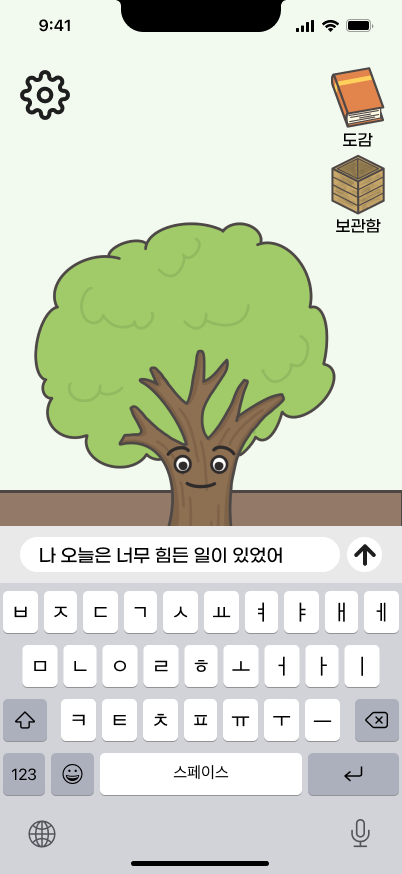 9:41
도감
보관함
나 오늘은 너무 힘든 일이 있었어
ㅂ ㅈ ㄷ ㄱ ㅅ ㅛ ㅕ ㅑ ㅐ ㅔ
ㅁ ㄴ ㅇ ㄹ ㅎ ㅗ ㅓ ㅏ ㅣ
ㅋ ㅌ ㅊ ㅍ ㅠ ㅜ ㅡ
123 스페이스